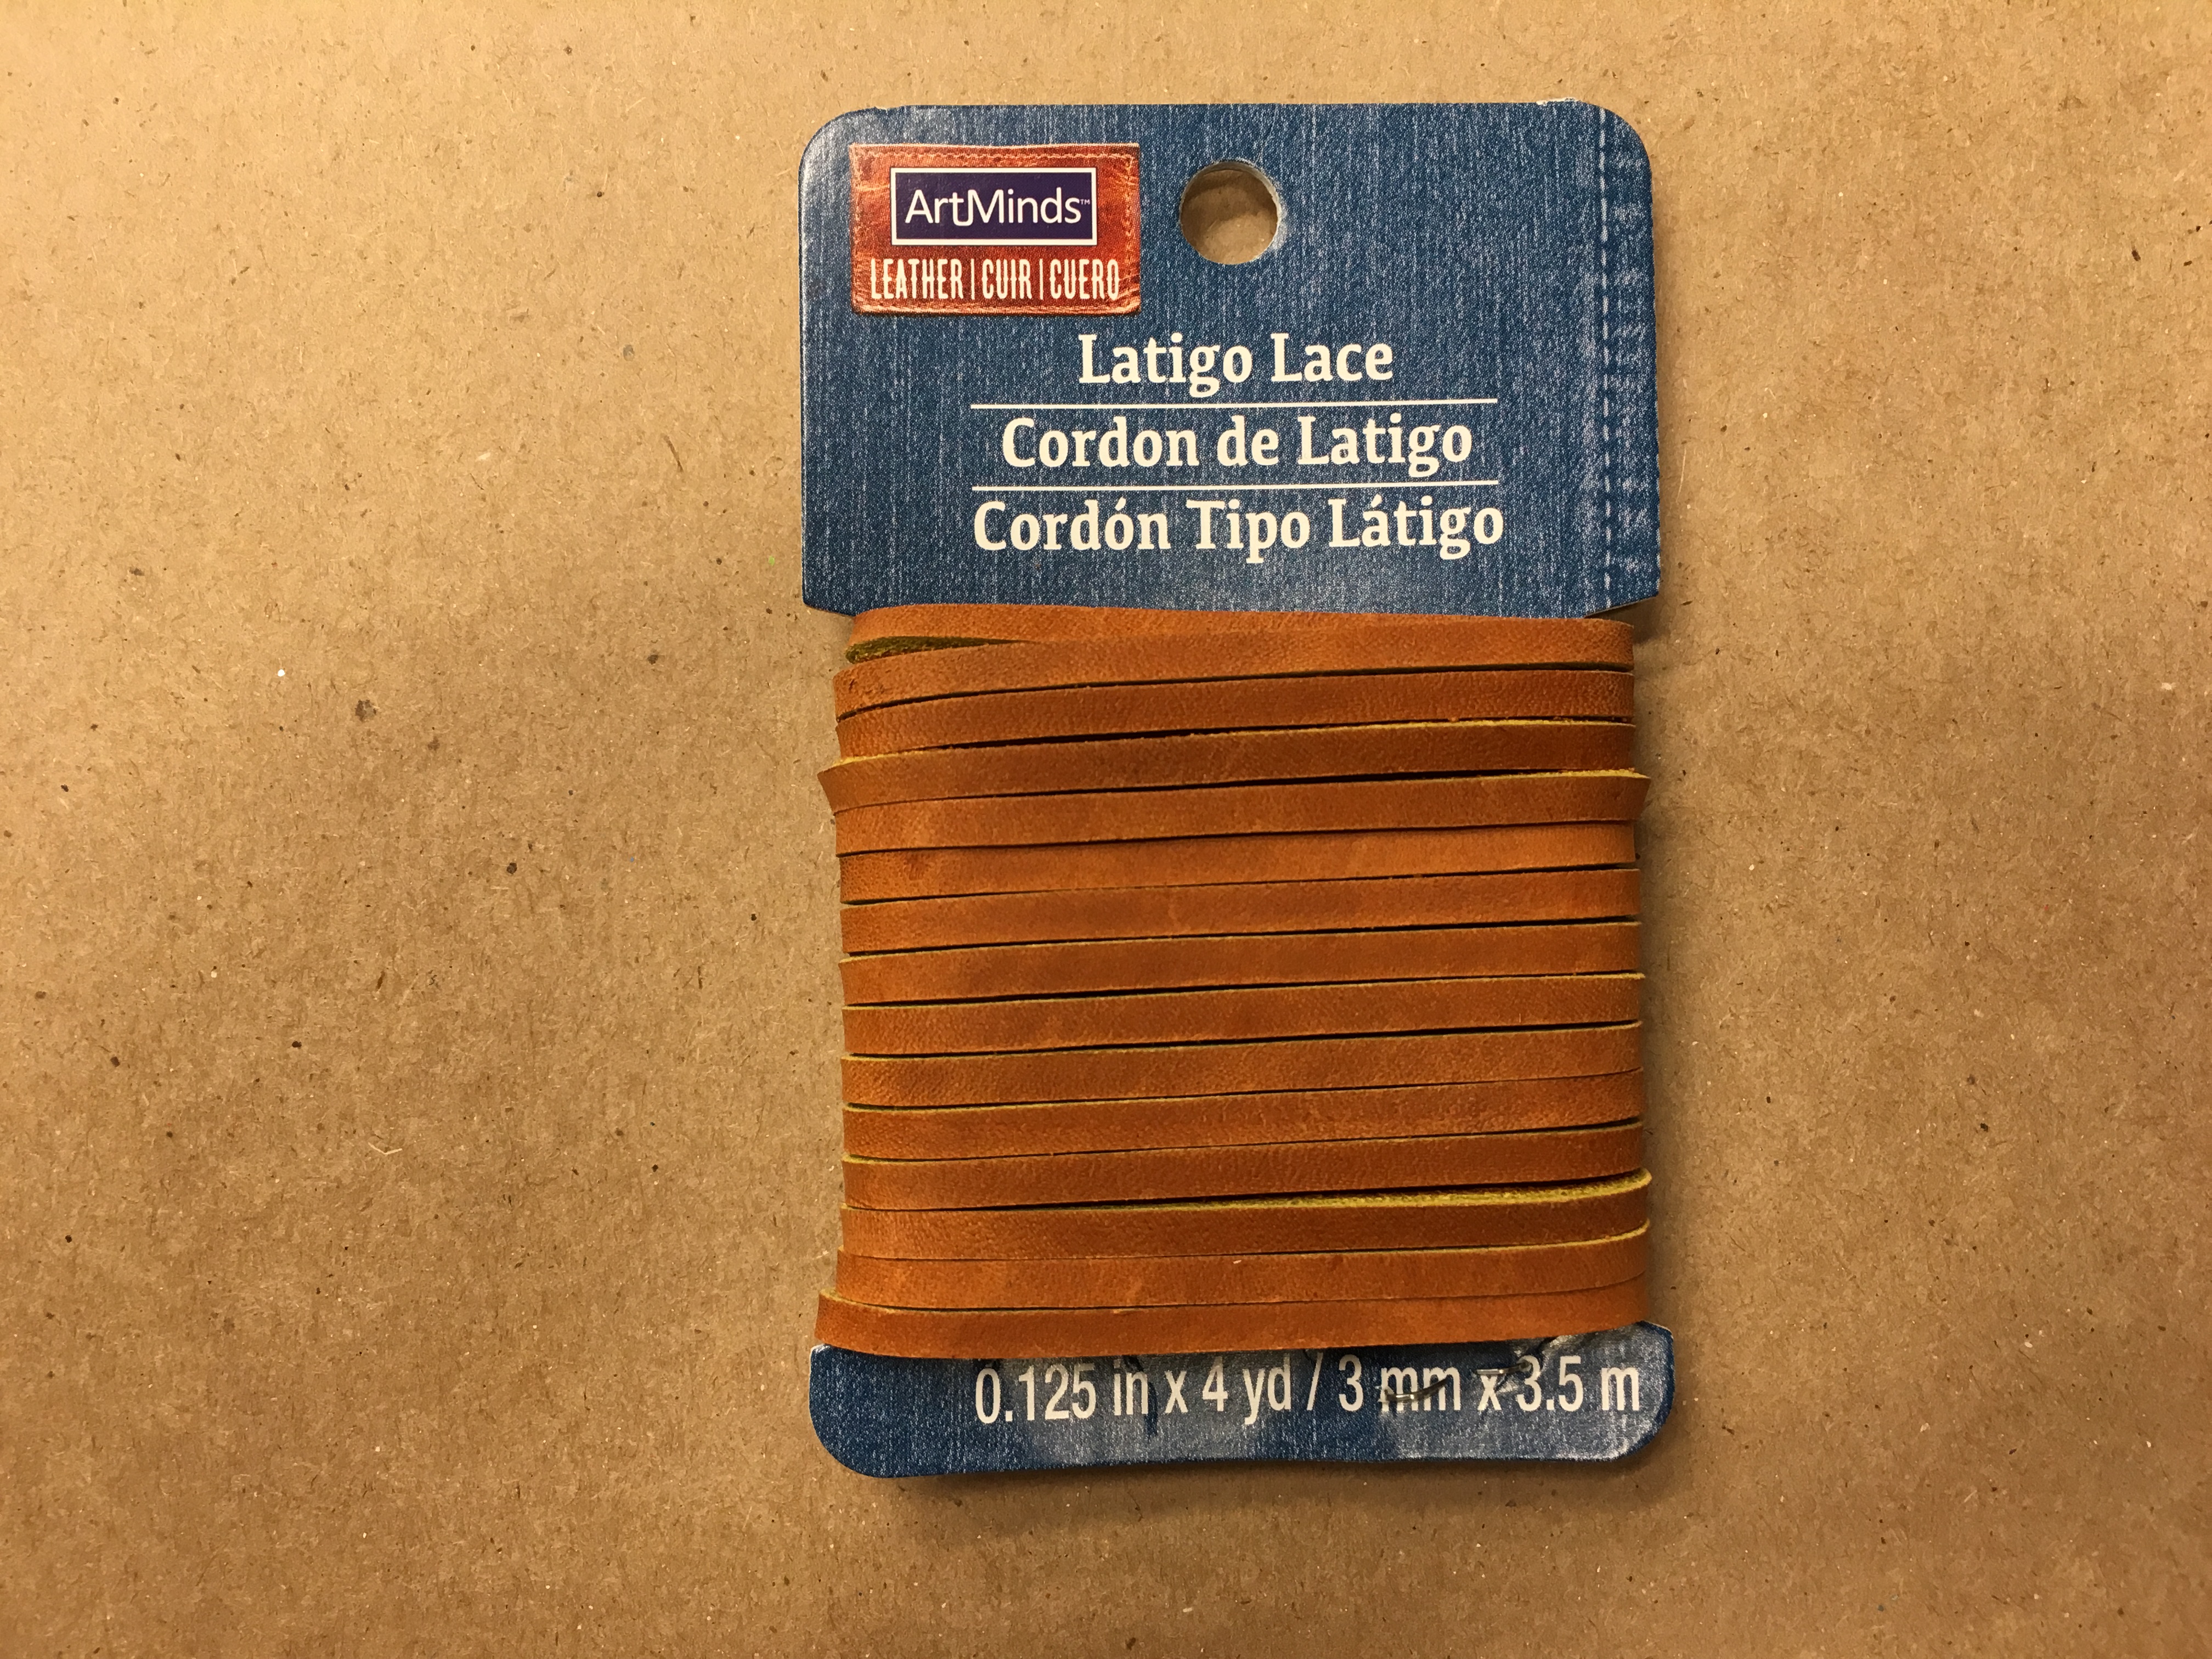 ArtMinds™
LEATHER | CUIR | CUERO
Latigo Lace
Cordon de Latigo
Cordón Tipo Látigo
0.125 in x 4 yd / 3 mm x 3.5 m